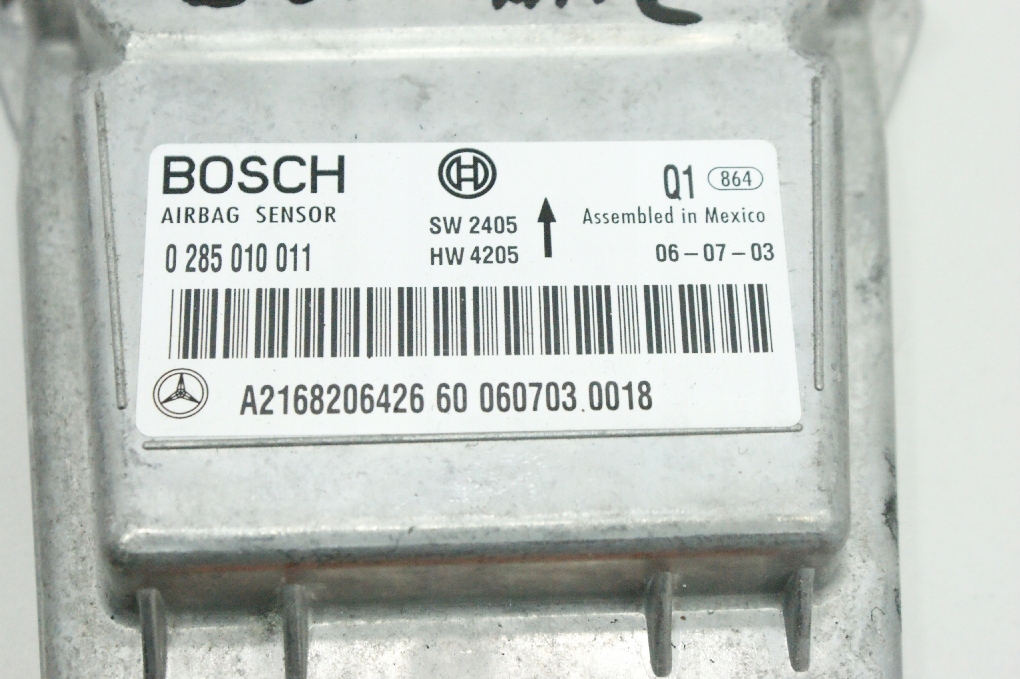 BOSCH
AIRBAG SENSOR
0 285 010 011
SW 2405
HW 4205
Q1 864
Assembled in Mexico
06-07-03
A2168206426 60 060703.0018